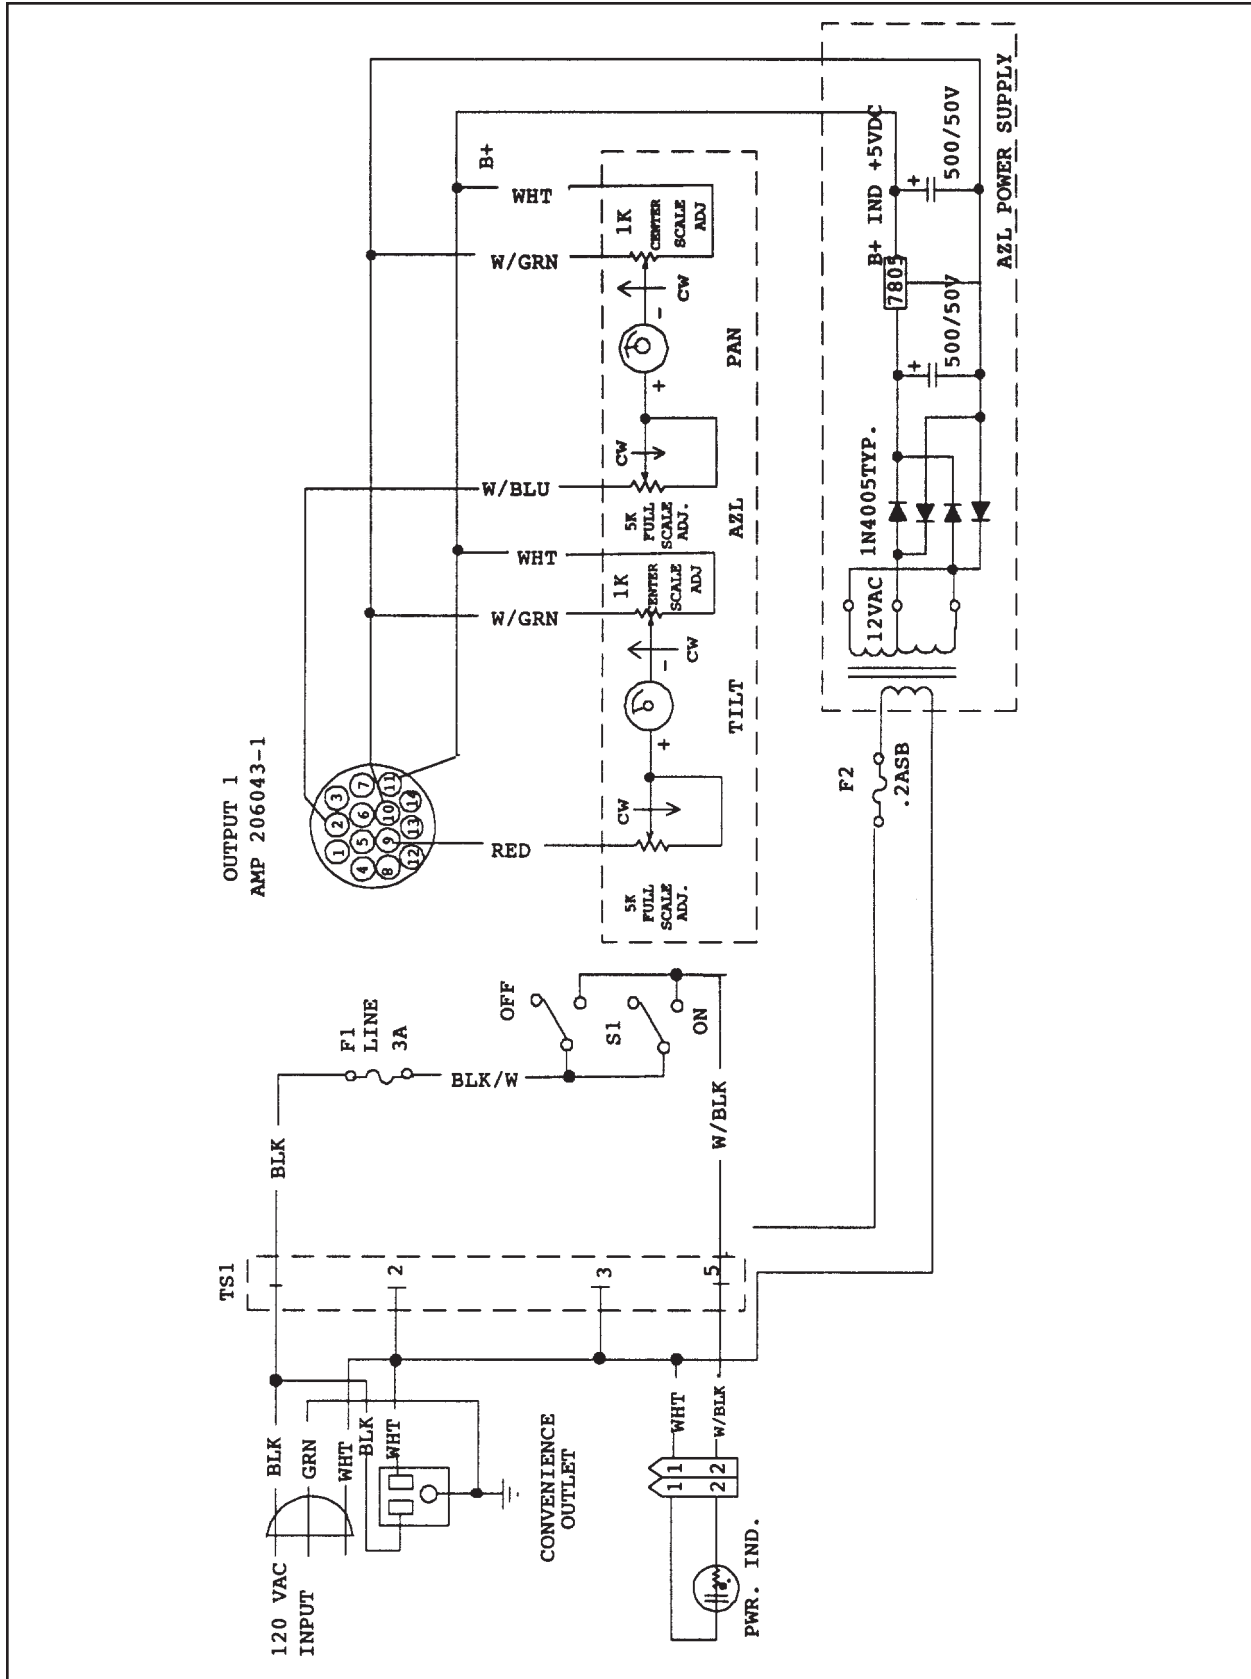 120 VAC
INPUT
BLK
GRN
WHT
BLK
WHT
CONVENIENCE
OUTLET
PWR. IND.
1 1
2 2
WHT
W/BLK
TS1
2
3
5
BLK
F1
LINE
3A
BLK/W
OFF
S1
ON
W/BLK
OUTPUT 1
AMP 206043-1
1
2
3
4
5
6
7
8
9
10
11
12
13
14
RED
5K
FULL
SCALE
ADJ.
CW
+
-
CW
TILT
W/GRN
WHT
1K
CENTER
SCALE
ADJ
AZL
W/BLU
5K
FULL
SCALE
ADJ.
CW
+
-
CW
PAN
W/GRN
WHT
1K
CENTER
SCALE
ADJ
B+
F2
.2ASB
12VAC
1N4005TYP.
+
500/50V
7805
B+ IND +5VDC
+
500/50V
AZL POWER SUPPLY